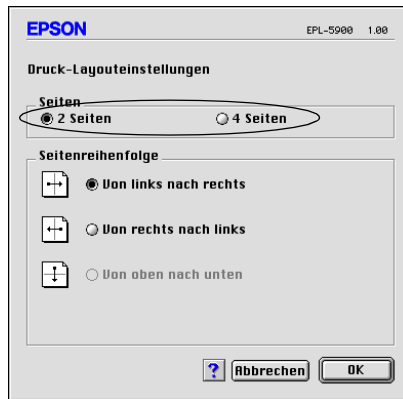 EPSON EPL-5900 1.00
Druck-Layouteinstellungen
Seiten
2 Seiten 4 Seiten
Seitenreihenfolge
Von links nach rechts
Von rechts nach links
Von oben nach unten
? Abbrechen OK